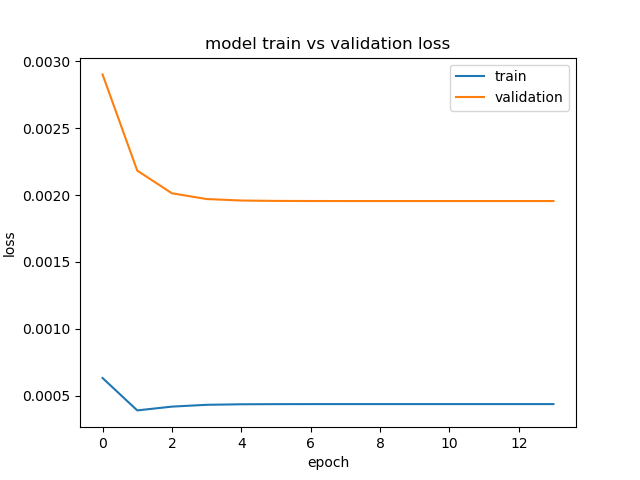 model train vs validation loss
0.0030
0.0025
0.0020
0.0015
0.0010
0.0005
loss
train
validation
0 2 4 6 8 10 12
epoch